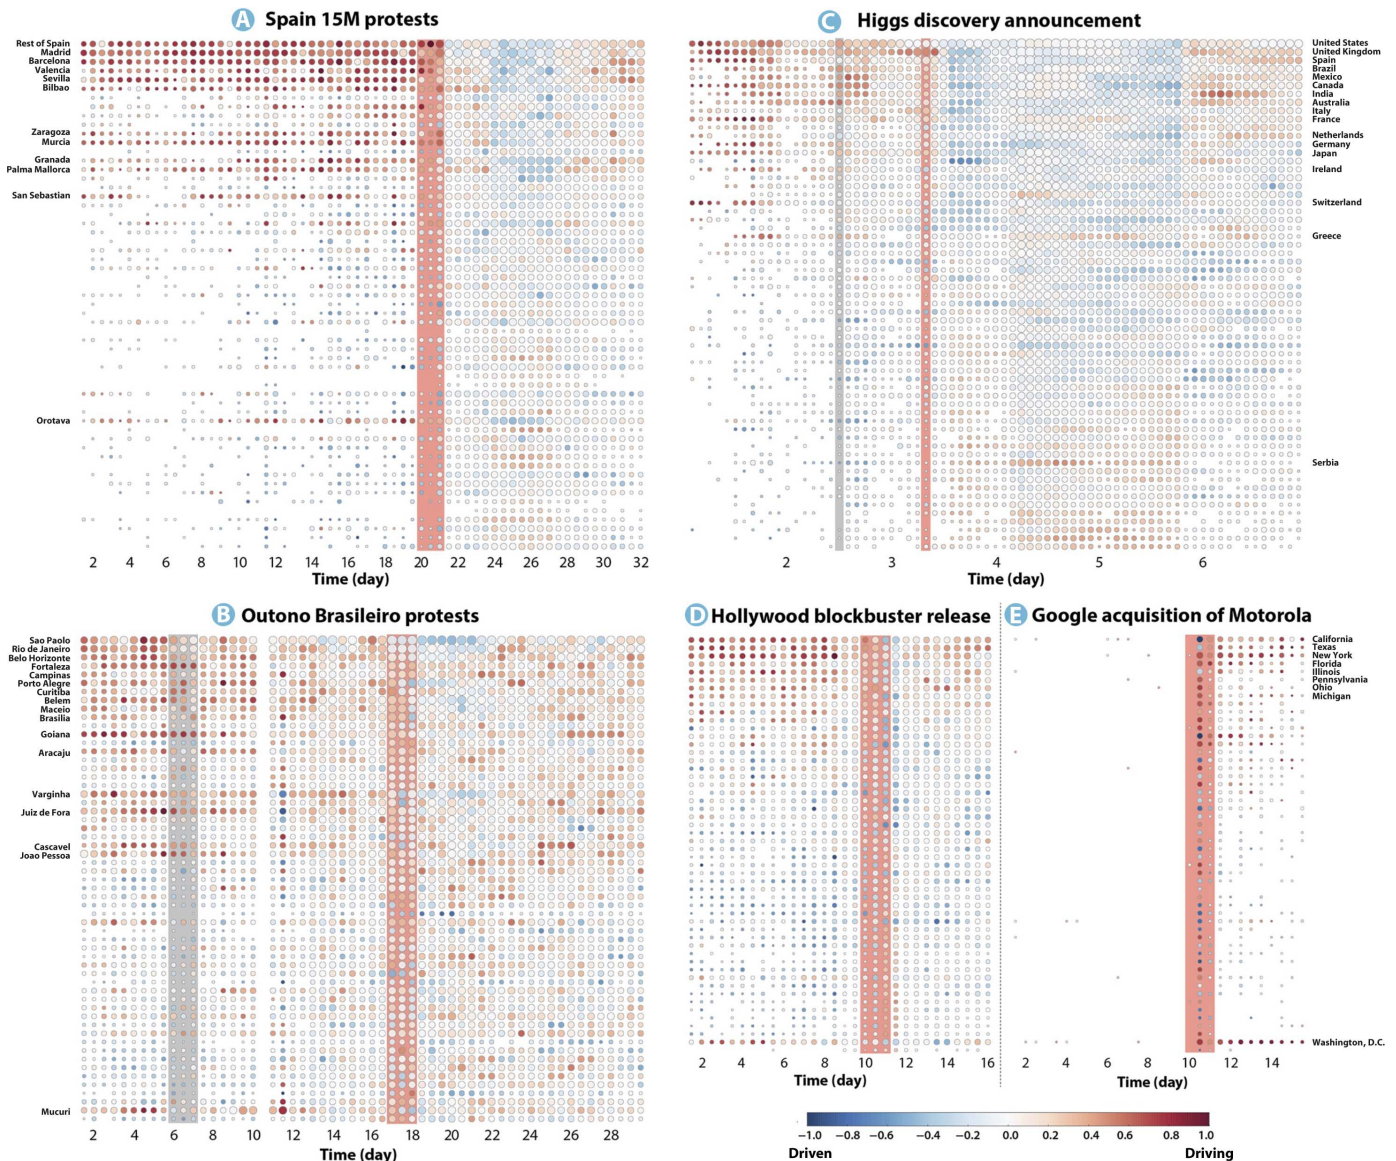 A Spain 15M protests
Rest of Spain
Madrid
Barcelona
Valencia
Sevilla
Bilbao
Zaragoza
Murcia
Granada
Palma Mallorca
San Sebastian
Orotava
2 4 6 8 10 12 14 16 18 20 22 24 26 28 30 32
Time (day)
C Higgs discovery announcement
United States
United Kingdom
Spain
Brazil
Mexico
Canada
India
Australia
Italy
France
Netherlands
Germany
Japan
Ireland
Switzerland
Greece
Serbia
2 3 4 5 6
Time (day)
B Outono Brasileiro protests
Sao Paolo
Rio de Janeiro
Belo Horizonte
Fortaleza
Campinas
Porto Alegre
Curitiba
Belem
Maceio
Brasilia
Goiana
Aracaju
Varginha
Juiz de Fora
Cascavel
Joao Pessoa
Mucuri
2 4 6 8 10 12 14 16 18 20 22 24 26 28
Time (day)
D Hollywood blockbuster release
2 4 6 8 10 12 14 16
Time (day)
E Google acquisition of Motorola
California
Texas
New York
Florida
Illinois
Pennsylvania
Ohio
Michigan
Washington, D.C.
2 4 6 8 10 12 14
Time (day)
−1.0 −0.8 −0.6 −0.4 −0.2 0.0 0.2 0.4 0.6 0.8 1.0
Driven Driving